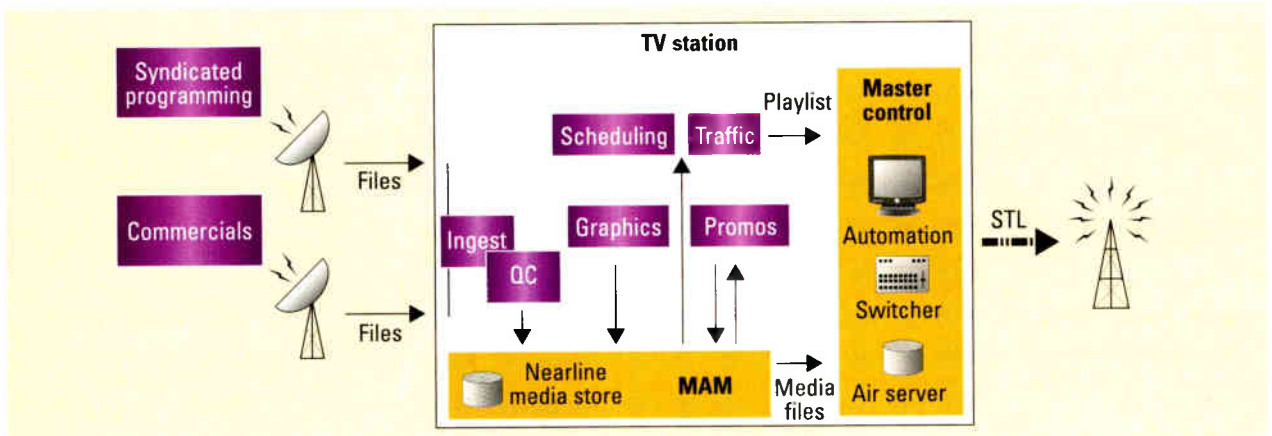 TV station
Syndicated
programming
Files
Commercials
Files
Scheduling
Traffic
Playlist
Ingest
QC
Graphics
Promos
Nearline
media store
MAM
Media
files
Master
control
Automation
Switcher
Air server
STL